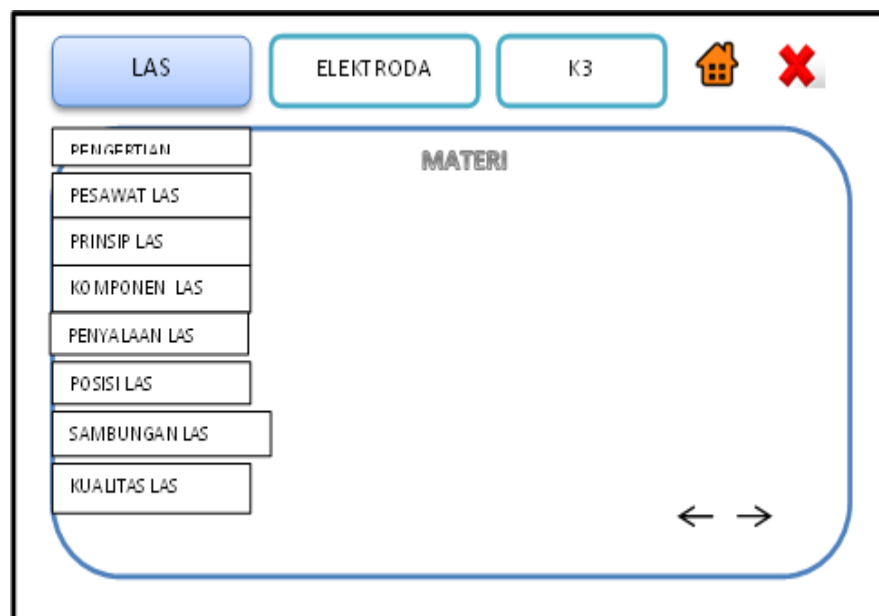 LAS
ELEKTRODA
K3
MATERI
PENGERTIAN
PESAWAT LAS
PRINSIP LAS
KOMPONEN LAS
PENYALAAN LAS
POSISI LAS
SAMBUNGAN LAS
KUALITAS LAS